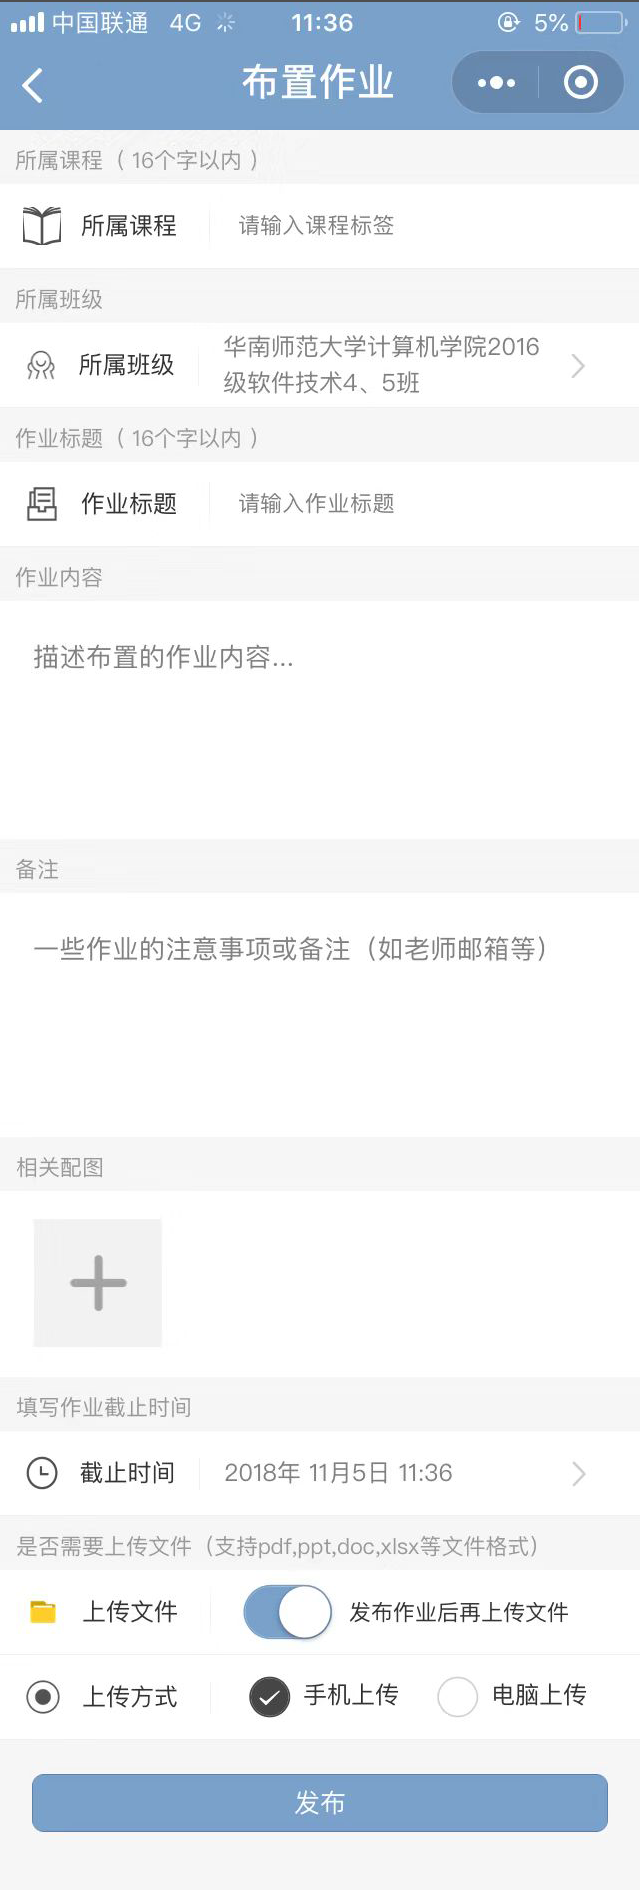 中国联通 4G 11:36 5%
布置作业
所属课程（16个字以内）
所属课程 请输入课程标签
所属班级
所属班级 华南师范大学计算机学院2016
级软件技术4、5班
作业标题（16个字以内）
作业标题 请输入作业标题
作业内容
描述布置的作业内容...
备注
一些作业的注意事项或备注（如老师邮箱等）
相关配图
填写作业截止时间
截止时间 2018年 11月5日 11:36
是否需要上传文件（支持pdf,ppt,doc,xlsx等文件格式）
上传文件 发布作业后再上传文件
上传方式 手机上传 电脑上传
发布